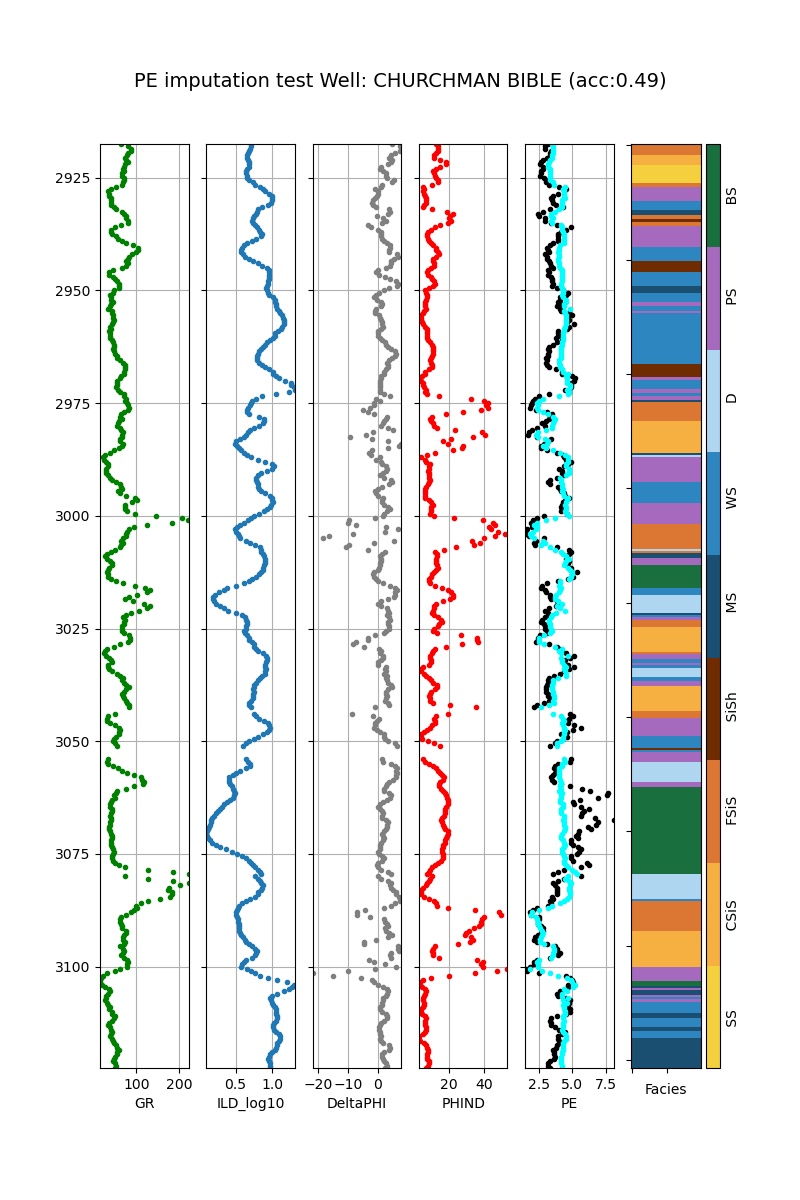 PE imputation test Well: CHURCHMAN BIBLE (acc:0.49)
2925
2950
2975
3000
3025
3050
3075
3100
100 200
0.5 1.0
−20 −10 0
20 40
2.5 5.0 7.5
GR
ILD_log10
DeltaPHI
PHIND
PE
Facies
BS
PS
D
WS
MS
SiSh
FSiS
CSiS
SS